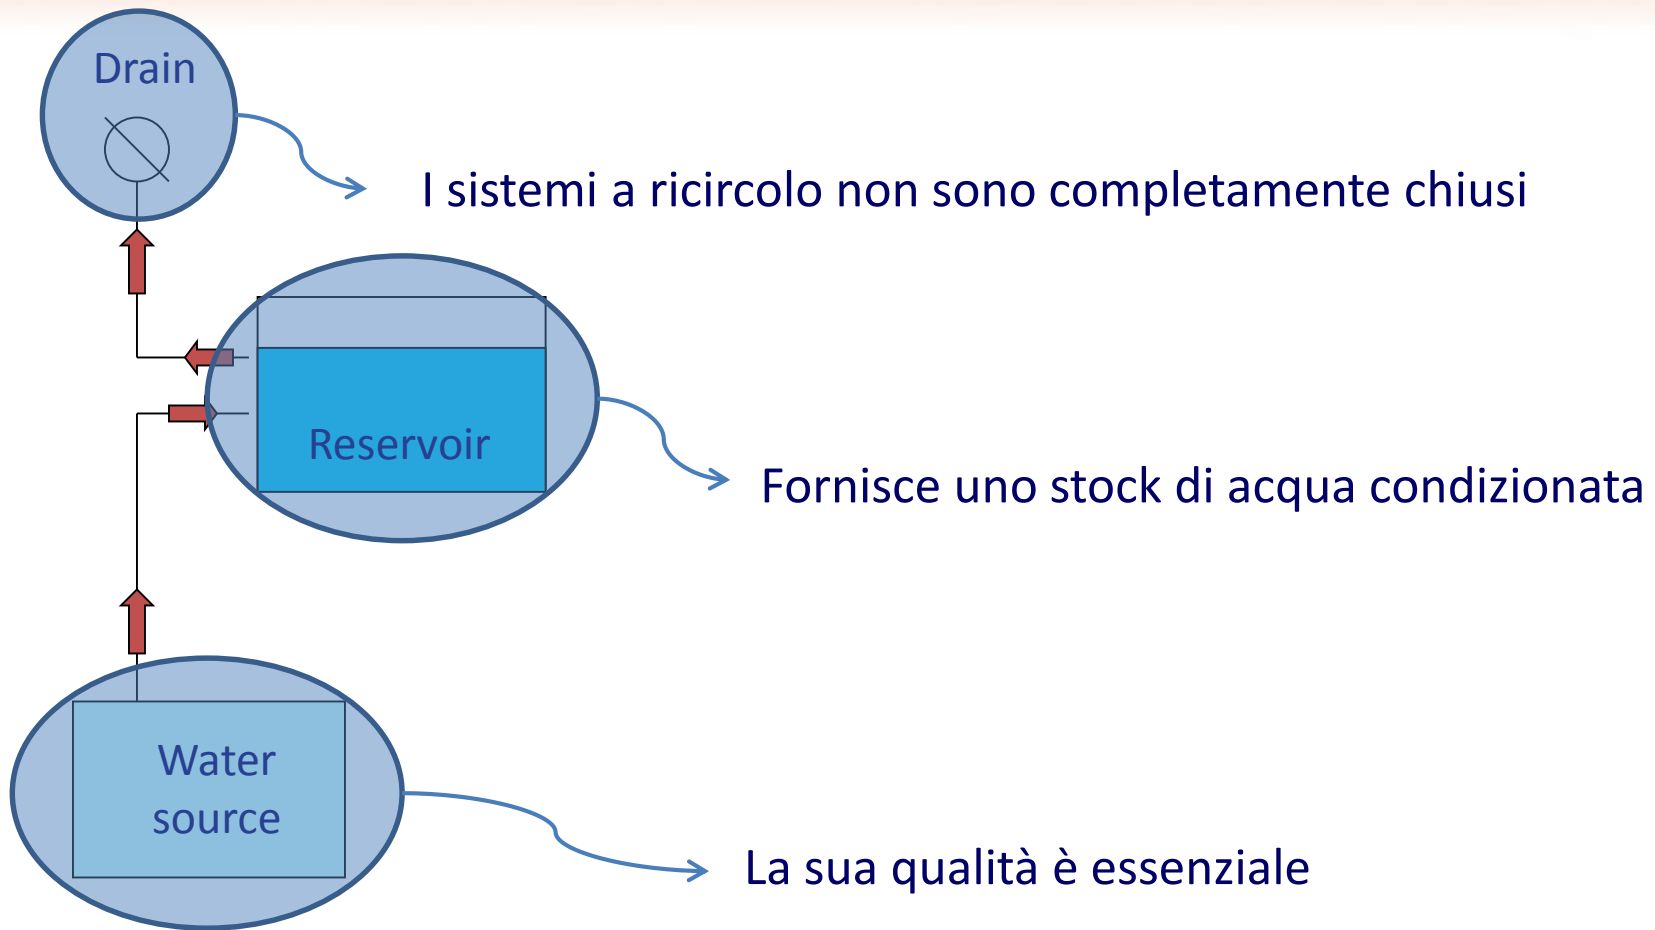 Drain
I sistemi a ricircolo non sono completamente chiusi
Reservoir
Fornisce uno stock di acqua condizionata
Water
source
La sua qualità è essenziale